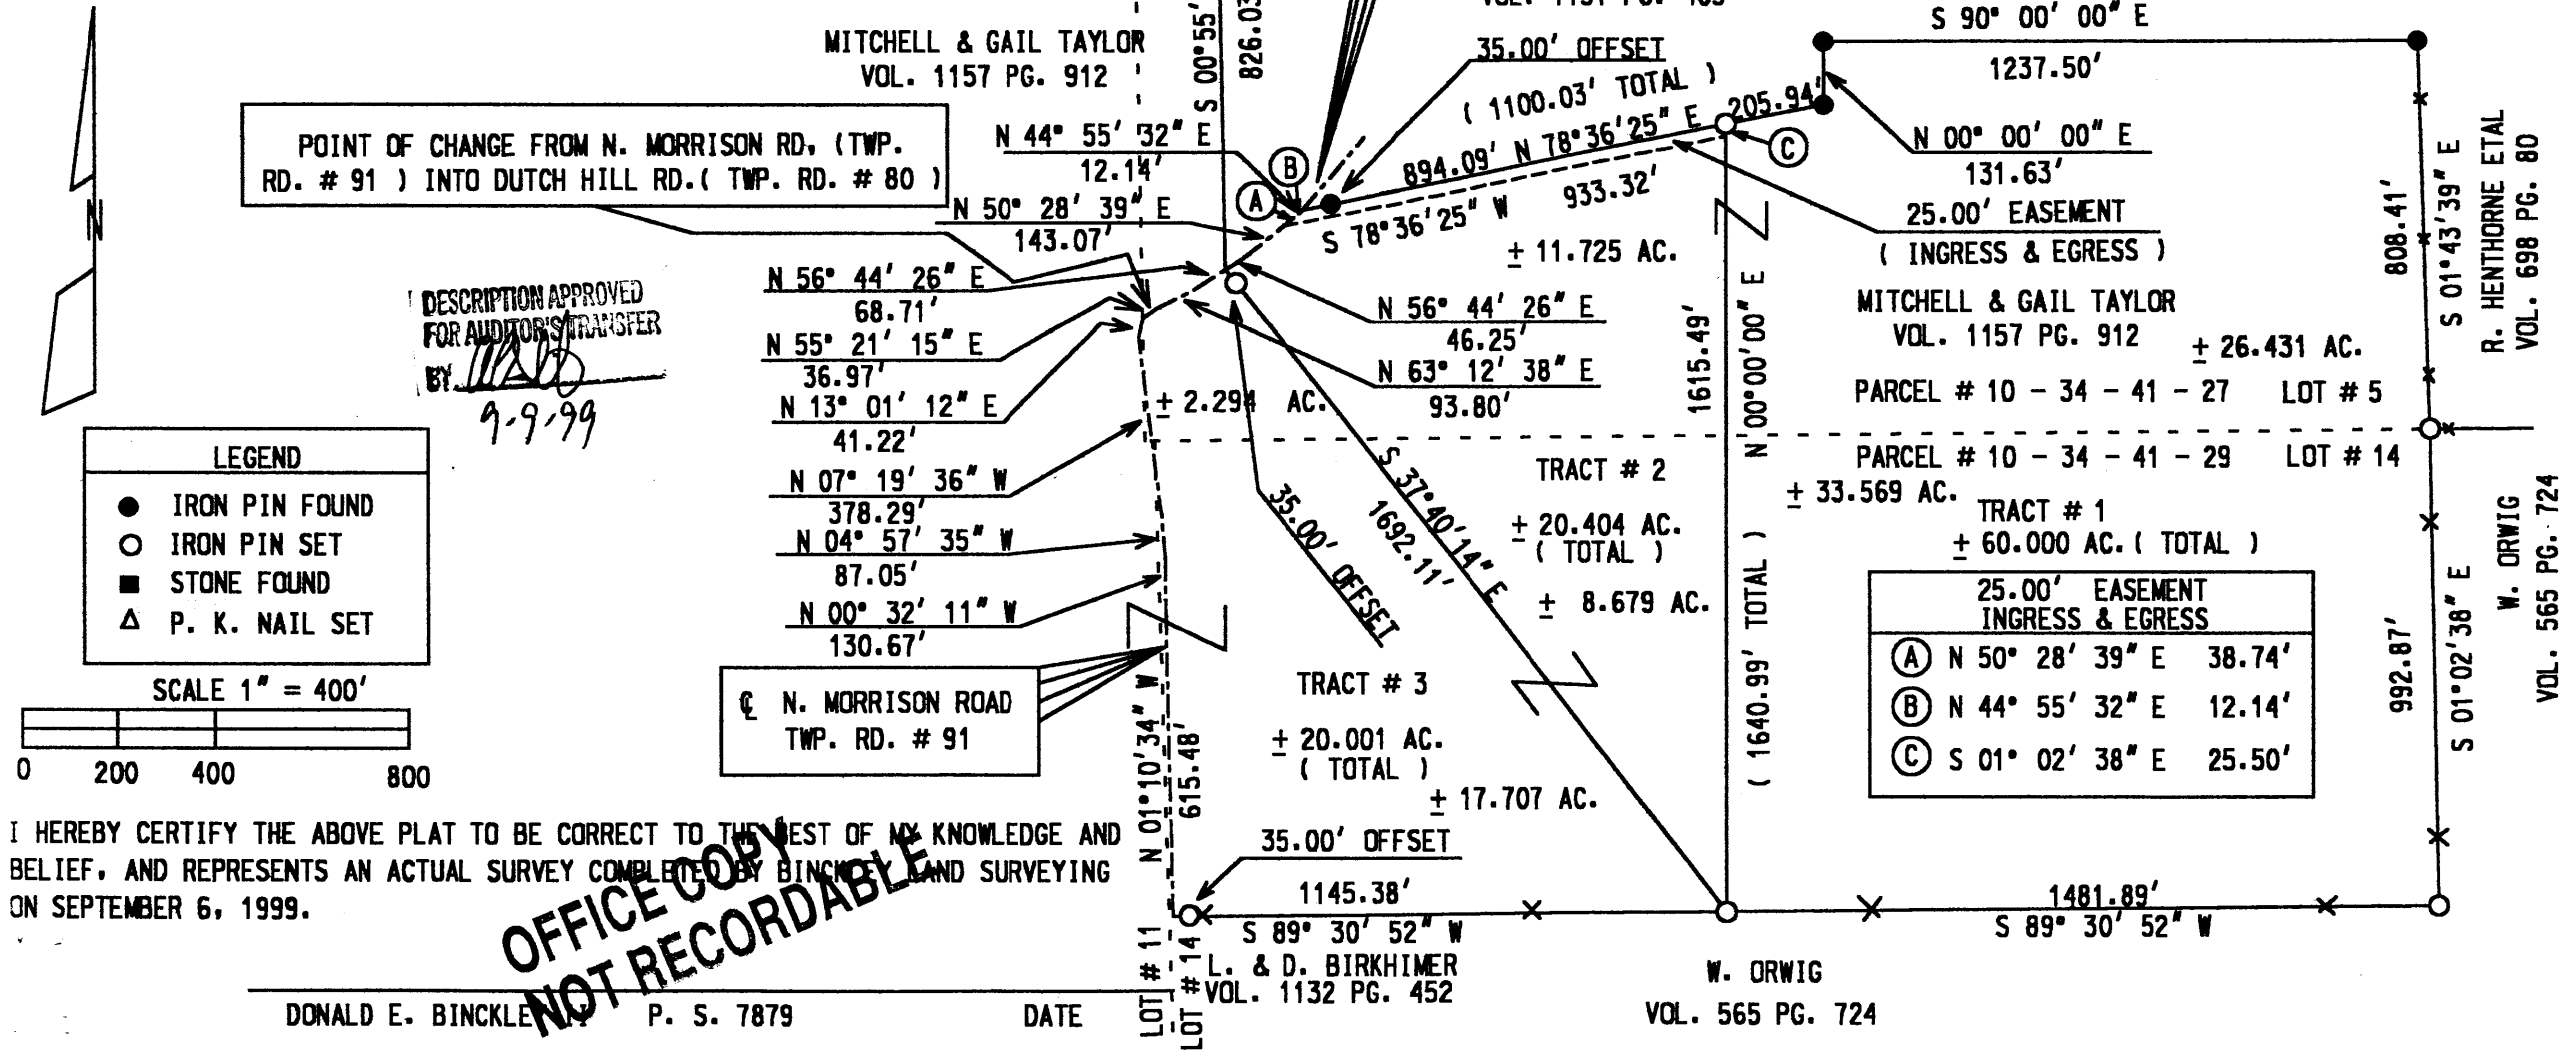 S 90° 00' 00" E
1237.50'
MITCHELL & GAIL TAYLOR
VOL. 1157 PG. 912
S 00°55'
826.03
35.00' OFFSET
( 1100.03' TOTAL )
894.09' N 78°36'25" E
205.94'
S 78°36'25" W
933.32'
N 00° 00' 00" E
131.63'
25.00' EASEMENT
( INGRESS & EGRESS )
A
B
C
POINT OF CHANGE FROM N. MORRISON RD. (TWP.
RD. # 91 ) INTO DUTCH HILL RD.( TWP. RD. # 80 )
N 44° 55' 32" E
12.14'
N 50° 28' 39" E
143.07'
N 56° 44' 26" E
68.71'
N 55° 21' 15" E
36.97'
N 13° 01' 12" E
41.22'
N 07° 19' 36" W
378.29'
N 04° 57' 35" W
87.05'
N 00° 32' 11" W
130.67'
N 56° 44' 26" E
46.25'
N 63° 12' 38" E
93.80'
± 11.725 AC.
± 2.294 AC.
N
DESCRIPTION APPROVED
FOR AUDITOR'S TRANSFER
BY
9-9-99
LEGEND
IRON PIN FOUND
IRON PIN SET
STONE FOUND
P. K. NAIL SET
SCALE 1" = 400'
0 200 400 800
℄ N. MORRISON ROAD
TWP. RD. # 91
N 01°10'34" W
615.48'
35.00' OFFSET
S 37°40'14" E
1692.11'
TRACT # 2
± 20.404 AC.
( TOTAL )
± 8.679 AC.
TRACT # 3
± 20.001 AC.
( TOTAL )
± 17.707 AC.
35.00' OFFSET
1145.38'
S 89° 30' 52" W
L. & D. BIRKHIMER
VOL. 1132 PG. 452
LOT # 11
LOT # 14
1615.49'
N 00°00'00" E
( 1640.99' TOTAL )
MITCHELL & GAIL TAYLOR
VOL. 1157 PG. 912
± 26.431 AC.
PARCEL # 10 - 34 - 41 - 27 LOT # 5
PARCEL # 10 - 34 - 41 - 29 LOT # 14
± 33.569 AC.
TRACT # 1
± 60.000 AC. ( TOTAL )
25.00' EASEMENT
INGRESS & EGRESS
A N 50° 28' 39" E 38.74'
B N 44° 55' 32" E 12.14'
C S 01° 02' 38" E 25.50'
808.41'
S 01°43'39" E
R. HENTHORNE ETAL
VOL. 698 PG. 80
992.87'
S 01°02'38" E
W. ORWIG
VOL. 565 PG. 724
1481.89'
S 89° 30' 52" W
W. ORWIG
VOL. 565 PG. 724
I HEREBY CERTIFY THE ABOVE PLAT TO BE CORRECT TO THE BEST OF MY KNOWLEDGE AND
BELIEF, AND REPRESENTS AN ACTUAL SURVEY COMPLETED BY BINCKLEY LAND SURVEYING
ON SEPTEMBER 6, 1999.
OFFICE COPY
NOT RECORDABLE
DONALD E. BINCKLEY P. S. 7879 DATE